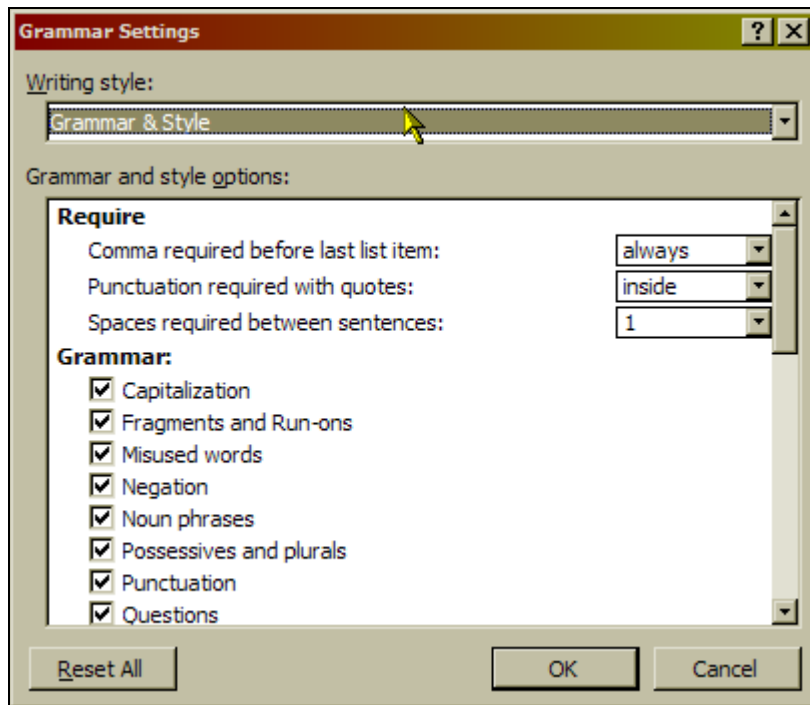 Grammar Settings
Writing style:
Grammar & Style
Grammar and style options:
Require
Comma required before last list item: always
Punctuation required with quotes: inside
Spaces required between sentences: 1
Grammar:
Capitalization
Fragments and Run-ons
Misused words
Negation
Noun phrases
Possessives and plurals
Punctuation
Questions
Reset All OK Cancel